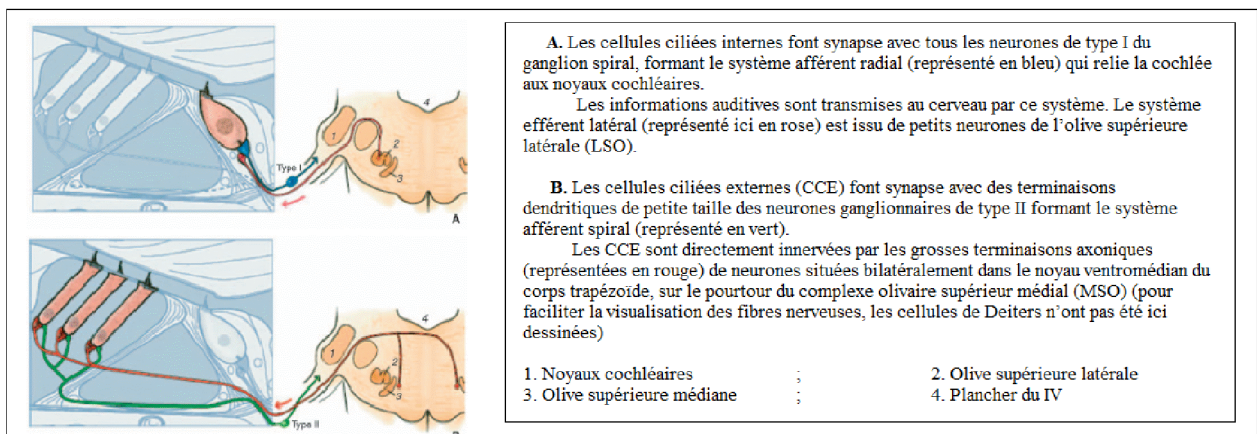 4
1
2
3
Type I
A
4
1
2
3
Type II
A. Les cellules ciliées internes font synapse avec tous les neurones de type I du
ganglion spiral, formant le système afférent radial (représenté en bleu) qui relie la cochlée
aux noyaux cochléaires.
Les informations auditives sont transmises au cerveau par ce système. Le système
efférent latéral (représenté ici en rose) est issu de petits neurones de l'olive supérieure
latérale (LSO).
B. Les cellules ciliées externes (CCE) font synapse avec des terminaisons
dendritiques de petite taille des neurones ganglionnaires de type II formant le système
afférent spiral (représenté en vert).
Les CCE sont directement innervées par les grosses terminaisons axoniques
(représentées en rouge) de neurones situées bilatéralement dans le noyau ventromédian du
corps trapézoïde, sur le pourtour du complexe olivaire supérieur médial (MSO) (pour
faciliter la visualisation des fibres nerveuses, les cellules de Deiters n'ont pas été ici
dessinées)
1. Noyaux cochléaires ; 2. Olive supérieure latérale
3. Olive supérieure médiane ; 4. Plancher du IV